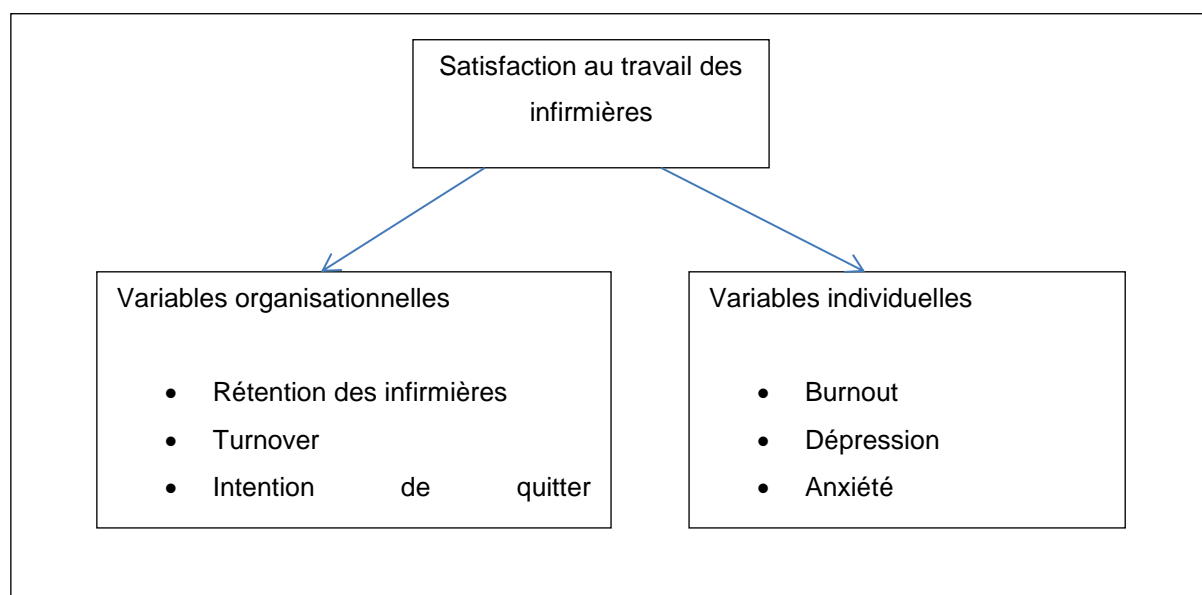 Satisfaction au travail des
infirmières
Variables organisationnelles
• Rétention des infirmières
• Turnover
• Intention de quitter
Variables individuelles
• Burnout
• Dépression
• Anxiété